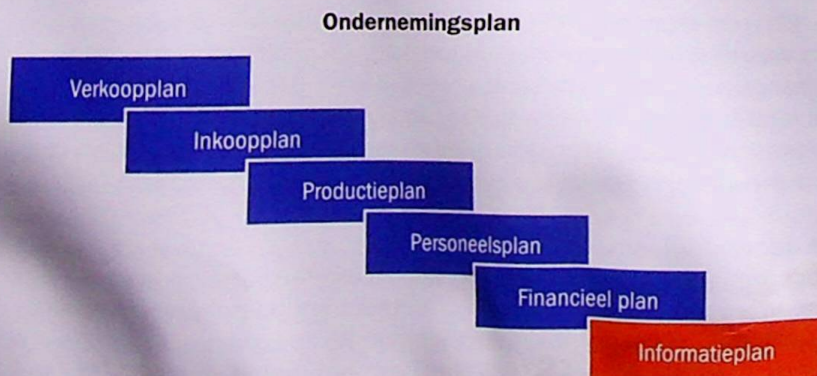 Ondernemingsplan
Verkoopplan
Inkoopplan
Productieplan
Personeelsplan
Financieel plan
Informatieplan